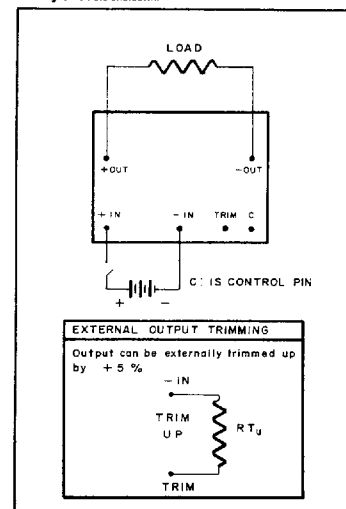 LOAD
+OUT -OUT
+IN -IN TRIM C
+ -
C: IS CONTROL PIN
EXTERNAL OUTPUT TRIMMING
Output can be externally trimmed up
by +5 %
-IN
TRIM
UP
RTu
TRIM